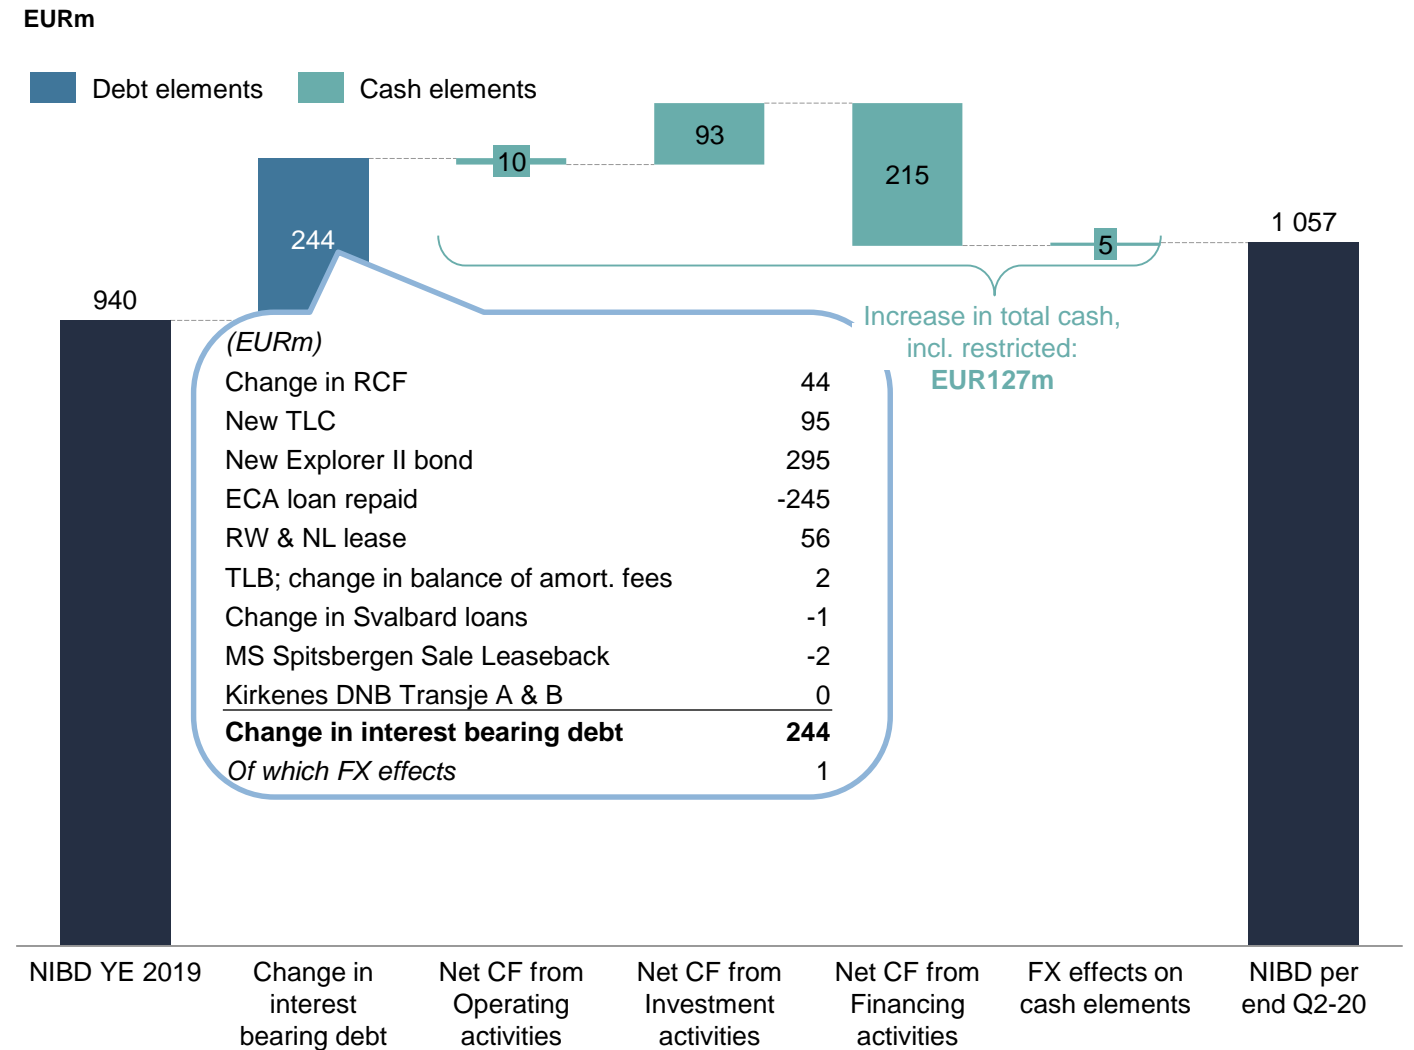 EURm
Debt elements
Cash elements
940
244
10
93
215
5
1 057
Increase in total cash,
incl. restricted:
EUR127m
(EURm)
Change in RCF 44
New TLC 95
New Explorer II bond 295
ECA loan repaid -245
RW & NL lease 56
TLB; change in balance of amort. fees 2
Change in Svalbard loans -1
MS Spitsbergen Sale Leaseback -2
Kirkenes DNB Transje A & B 0
Change in interest bearing debt 244
Of which FX effects 1
NIBD YE 2019
Change in
interest
bearing debt
Net CF from
Operating
activities
Net CF from
Investment
activities
Net CF from
Financing
activities
FX effects on
cash elements
NIBD per
end Q2-20